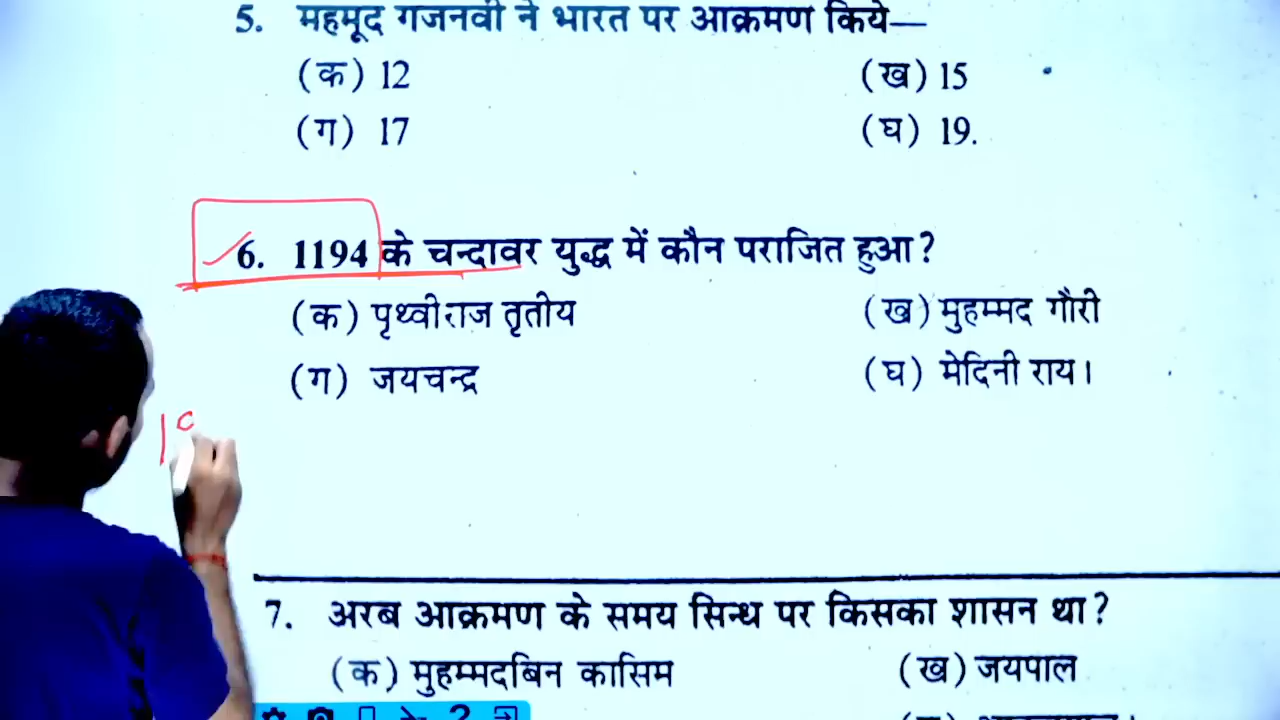 5. महमूद गजनवी ने भारत पर आक्रमण किये—
(क) 12 (ख) 15
(ग) 17 (घ) 19.
6. 1194 के चन्दावर युद्ध में कौन पराजित हुआ?
(क) पृथ्वीराज तृतीय (ख) मुहम्मद गौरी
(ग) जयचन्द्र (घ) मेदिनी राय।
7. अरब आक्रमण के समय सिन्ध पर किसका शासन था?
(क) मुहम्मदबिन कासिम (ख) जयपाल